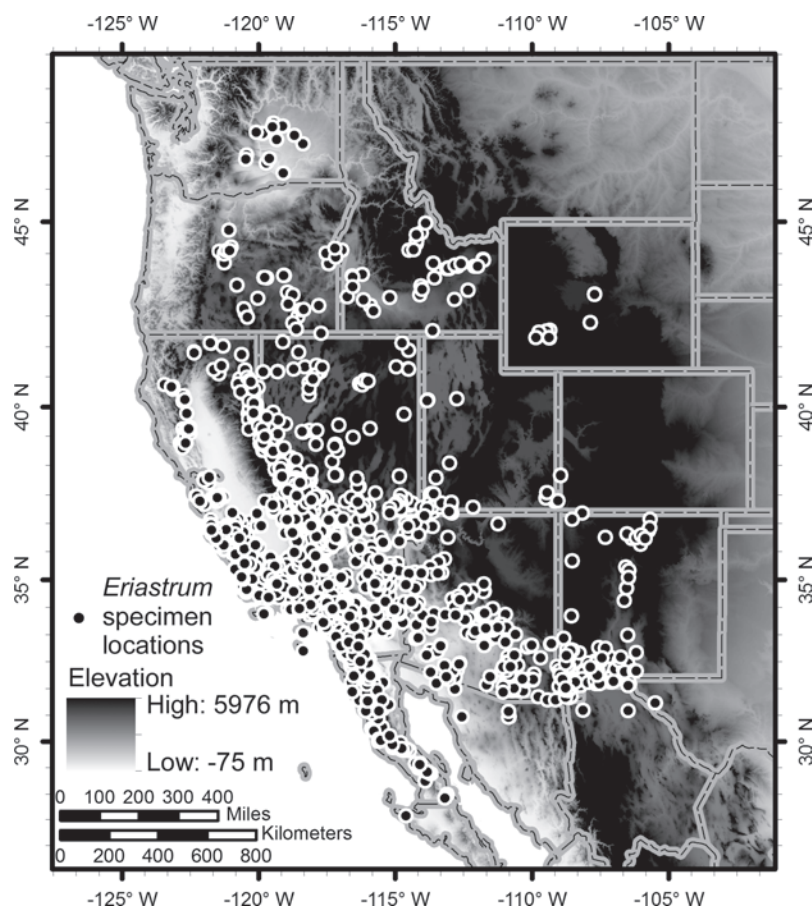 -125° W -120° W -115° W -110° W -105° W
45° N 45° N
40° N 40° N
35° N 35° N
30° N 30° N
Eriastrum
specimen
locations
Elevation
High: 5976 m
Low: -75 m
0 100 200 300 400
Miles
Kilometers
0 200 400 600 800
-125° W -120° W -115° W -110° W -105° W